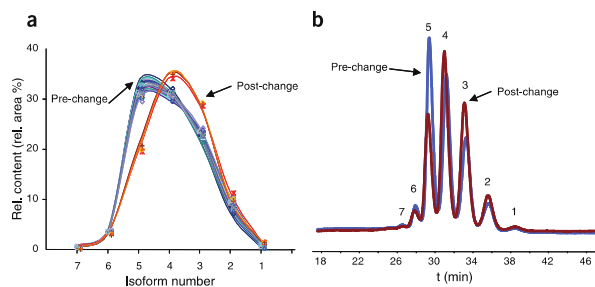 a
40
30
20
10
0
Rel. content (rel. area %)
Pre-change
Post-change
7 6 5 4 3 2 1
Isoform number
b
5
4
3
2
1
6
7
Pre-change
Post-change
18 22 26 30 34 38 42 46
t (min)